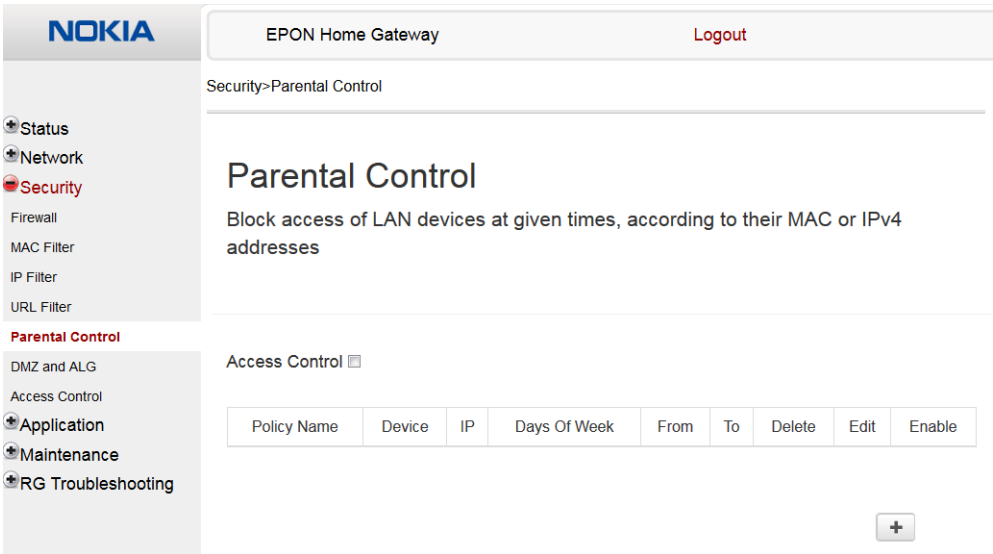 NOKIA
EPON Home Gateway
Logout
Security>Parental Control
Status
Network
Security
Firewall
MAC Filter
IP Filter
URL Filter
Parental Control
DMZ and ALG
Access Control
Application
Maintenance
RG Troubleshooting
Parental Control
Block access of LAN devices at given times, according to their MAC or IPv4
addresses
Access Control
Policy Name Device IP Days Of Week From To Delete Edit Enable
+